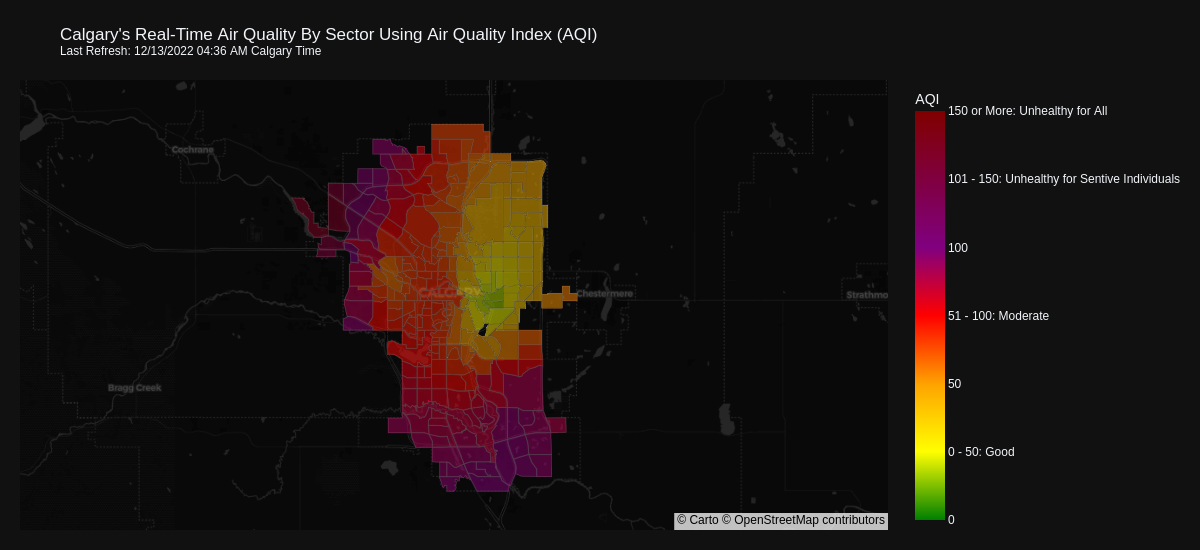 Calgary's Real-Time Air Quality By Sector Using Air Quality Index (AQI)
Last Refresh: 12/13/2022 04:36 AM Calgary Time
AQI
150 or More: Unhealthy for All
Cochrane
101 - 150: Unhealthy for Sentive Individuals
100
CALGARY
Chestermere
Strathmo
51 - 100: Moderate
Bragg Creek
50
0 - 50: Good
© Carto © OpenStreetMap contributors
0